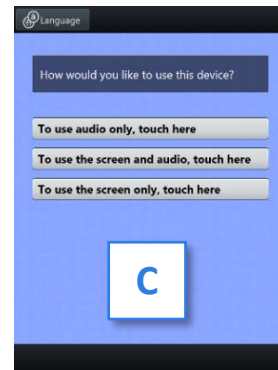 Language
How would you like to use this device?
To use audio only, touch here
To use the screen and audio, touch here
To use the screen only, touch here
C